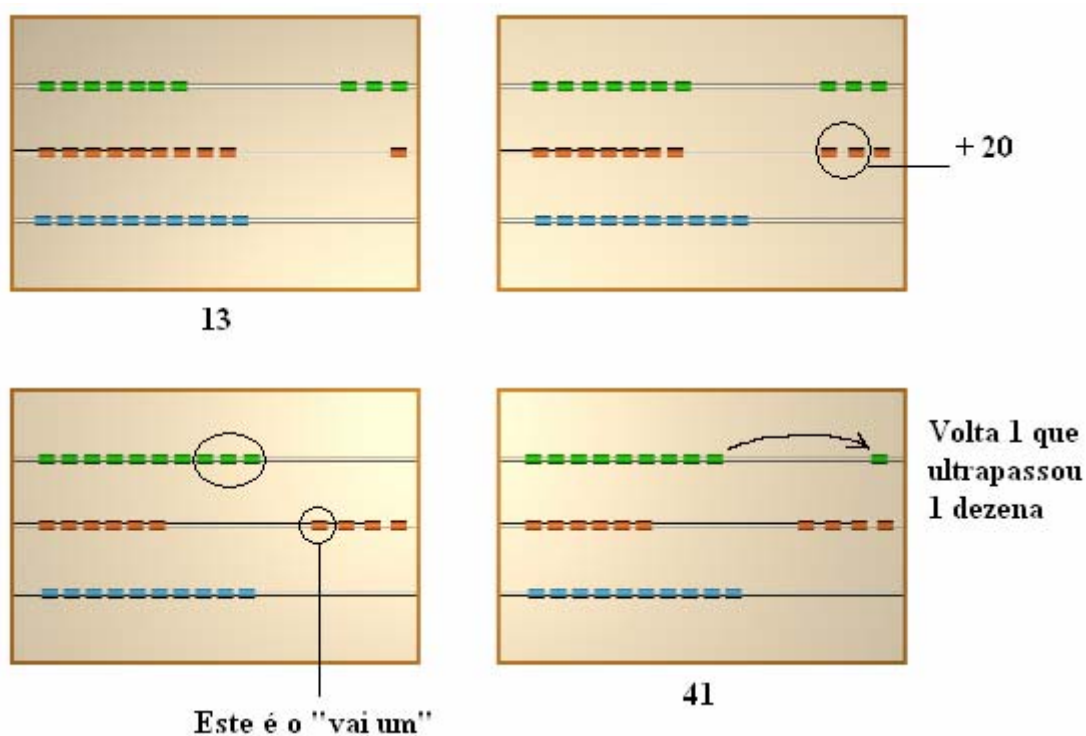 13
+ 20
Este é o "vai um"
41
Volta 1 que
ultrapassou
1 dezena